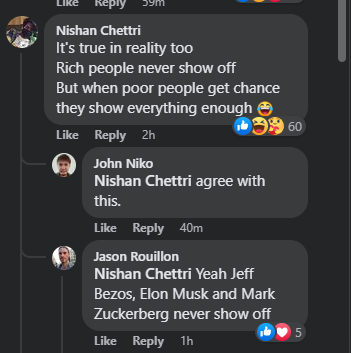 Like Reply 59m
Nishan Chettri
It's true in reality too
Rich people never show off
But when poor people get chance
they show everything enough 😂
60
Like Reply 2h
John Niko
Nishan Chettri agree with
this.
Like Reply 40m
Jason Rouillon
Nishan Chettri Yeah Jeff
Bezos, Elon Musk and Mark
Zuckerberg never show off
5
Like Reply 1h